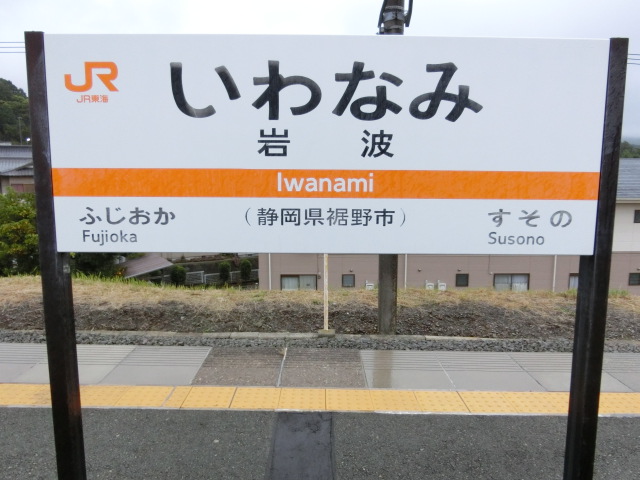 JR
JR東海
いわなみ
岩波
Iwanami
ふじおか (静岡県裾野市) すその
Fujioka Susono